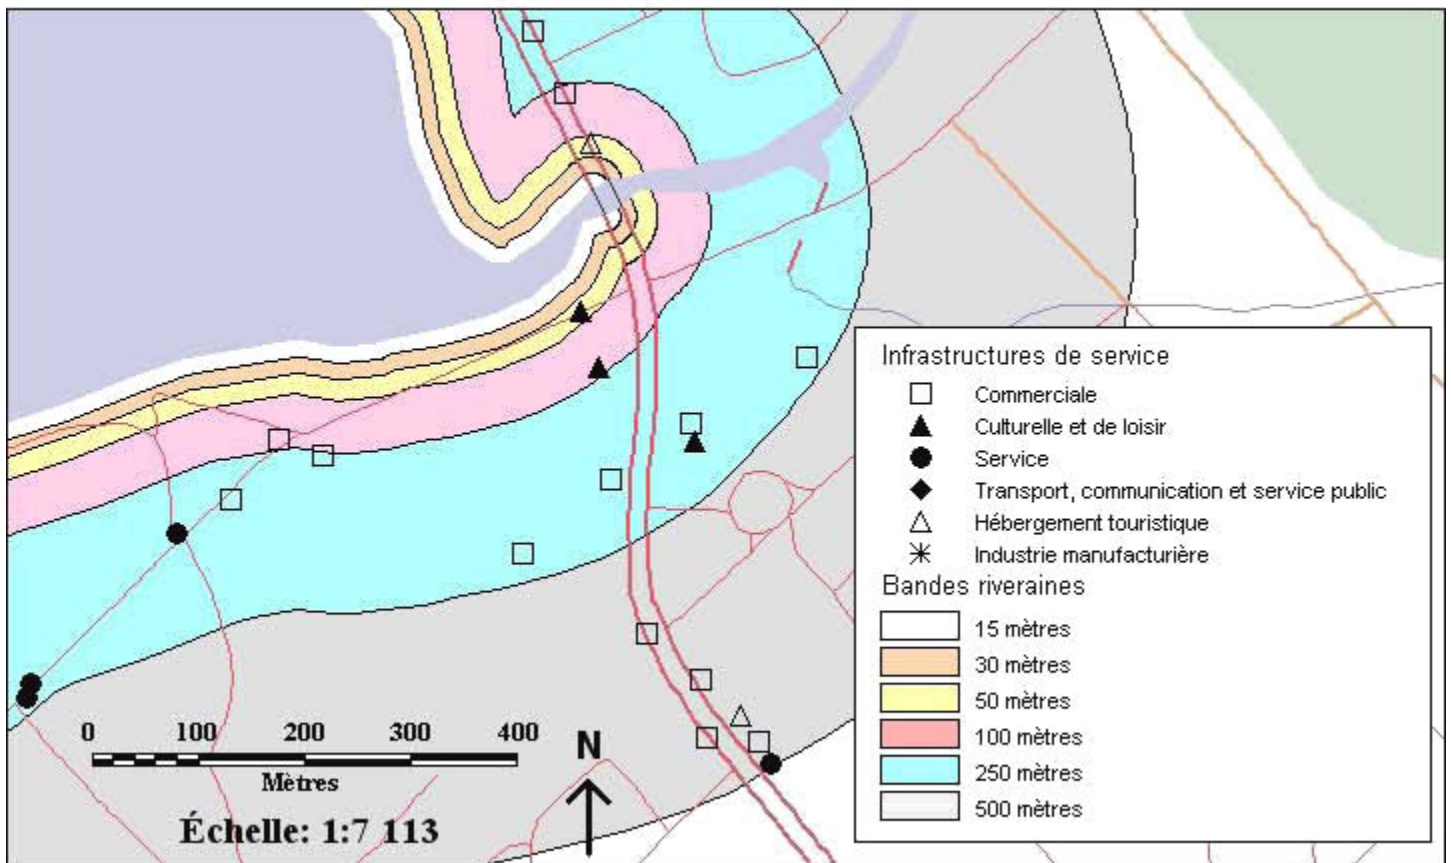 Infrastructures de service
Commerciale
Culturelle et de loisir
Service
Transport, communication et service public
Hébergement touristique
Industrie manufacturière
Bandes riveraines
15 mètres
30 mètres
50 mètres
100 mètres
250 mètres
500 mètres
0 100 200 300 400
Mètres
Échelle: 1:7 113
N